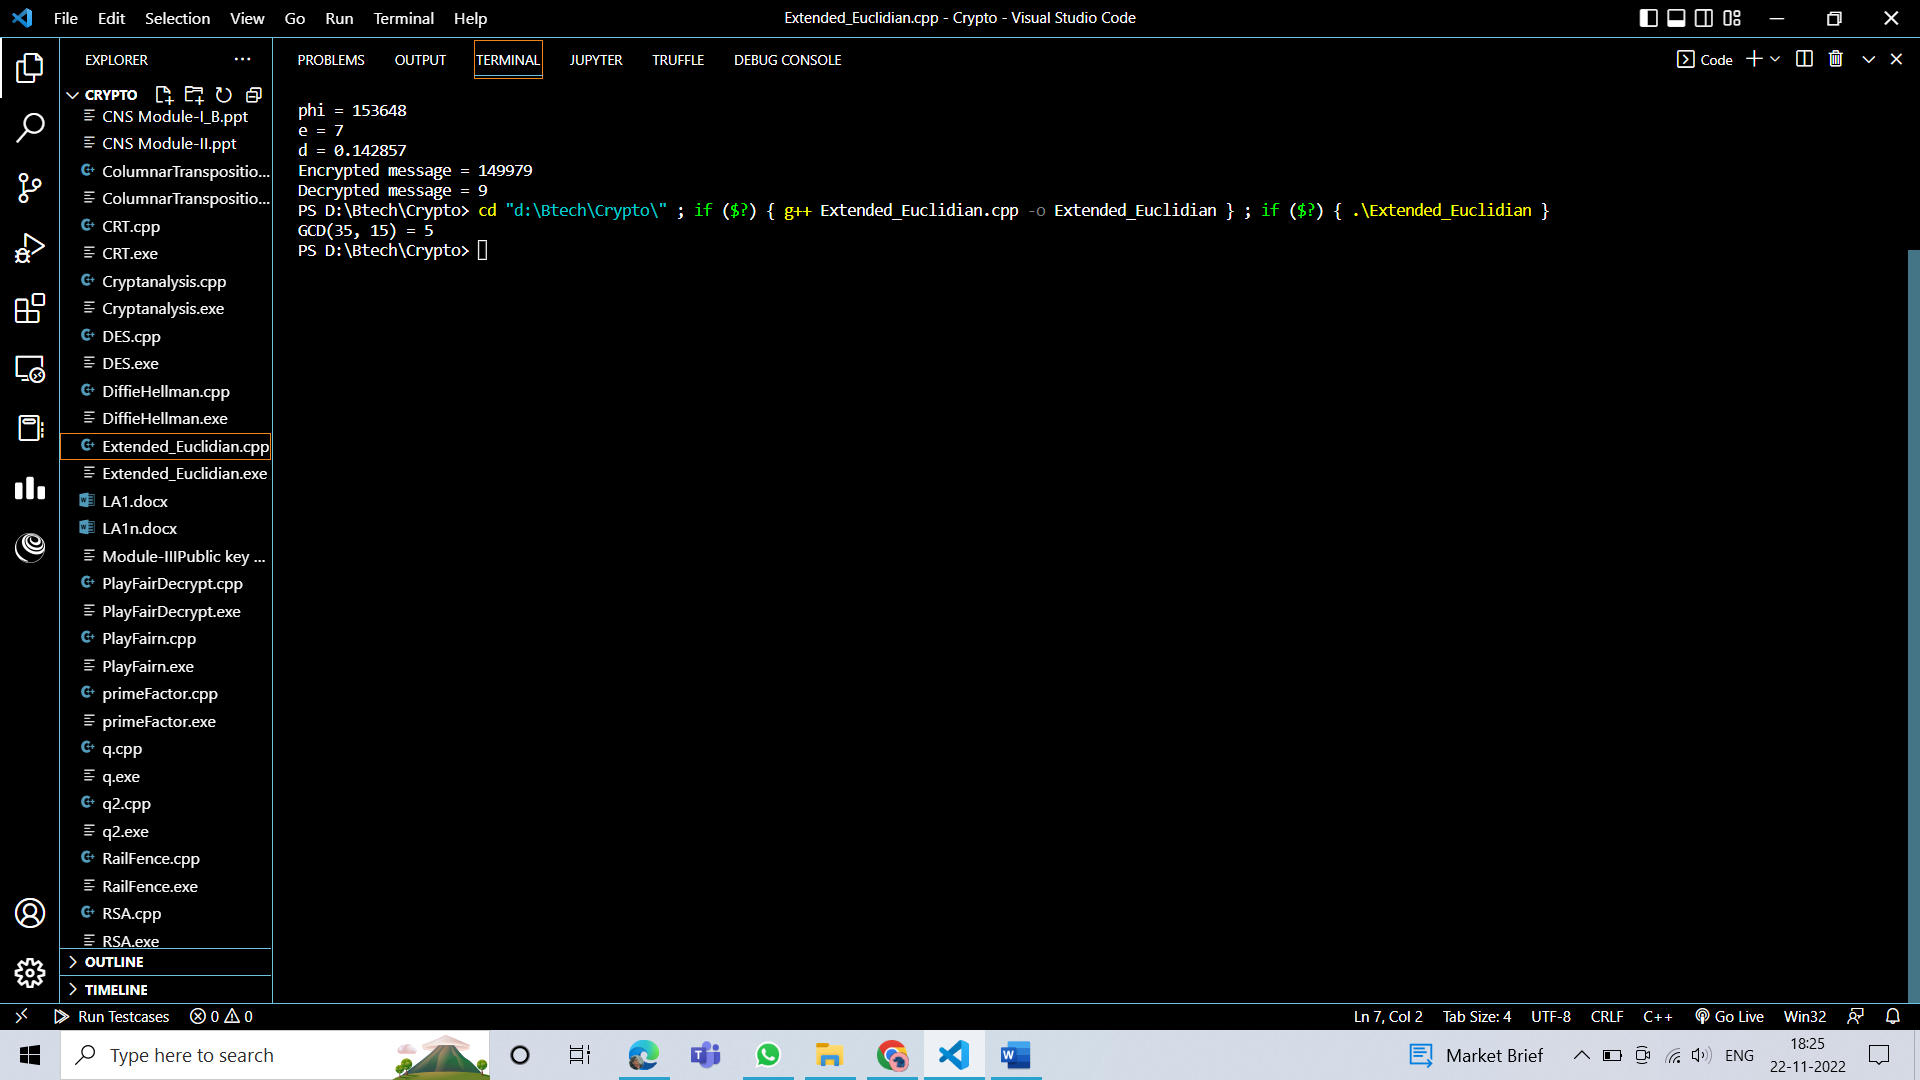 File Edit Selection View Go Run Terminal Help
Extended_Euclidian.cpp - Crypto - Visual Studio Code
EXPLORER
CRYPTO
CNS Module-I_B.ppt
CNS Module-II.ppt
ColumnarTranspositio...
ColumnarTranspositio...
CRT.cpp
CRT.exe
Cryptanalysis.cpp
Cryptanalysis.exe
DES.cpp
DES.exe
DiffieHellman.cpp
DiffieHellman.exe
Extended_Euclidian.cpp
Extended_Euclidian.exe
LA1.docx
LA1n.docx
Module-IIIPublic key ...
PlayFairDecrypt.cpp
PlayFairDecrypt.exe
PlayFairn.cpp
PlayFairn.exe
primeFactor.cpp
primeFactor.exe
q.cpp
q.exe
q2.cpp
q2.exe
RailFence.cpp
RailFence.exe
RSA.cpp
RSA.exe
OUTLINE
TIMELINE
PROBLEMS OUTPUT TERMINAL JUPYTER TRUFFLE DEBUG CONSOLE
Code
phi = 153648
e = 7
d = 0.142857
Encrypted message = 149979
Decrypted message = 9
PS D:\Btech\Crypto> cd "d:\Btech\Crypto\" ; if ($?) { g++ Extended_Euclidian.cpp -o Extended_Euclidian } ; if ($?) { .\Extended_Euclidian }
GCD(35, 15) = 5
PS D:\Btech\Crypto>
Run Testcases 0 0
Ln 7, Col 2 Tab Size: 4 UTF-8 CRLF C++ Go Live Win32
Type here to search
Market Brief
ENG
18:25
22-11-2022